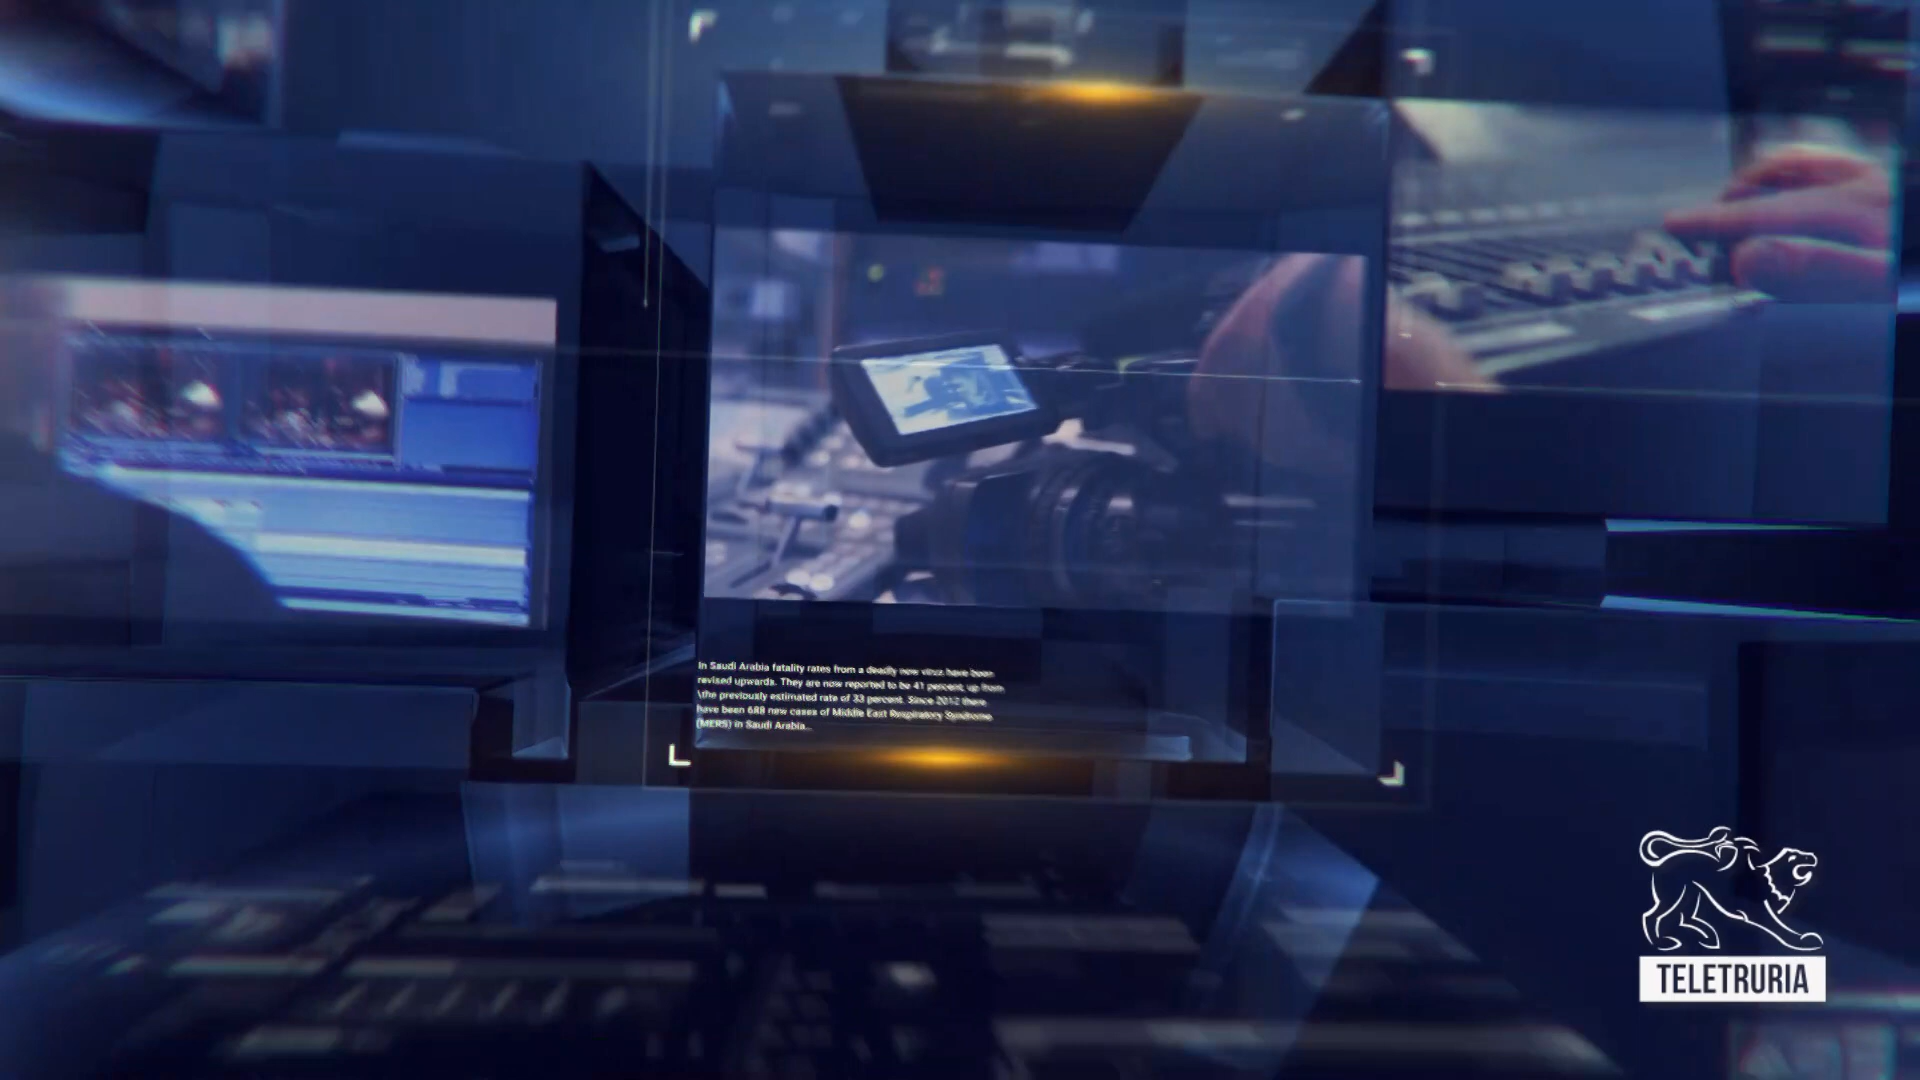 In Saudi Arabia fatality rates from a deadly new virus have been
revised upwards. They are now reported to be 41 percent, up from
\the previously estimated rate of 33 percent. Since 2012 there
have been 688 new cases of Middle East Respiratory Syndrome
(MERS) in Saudi Arabia...
TELETRURIA